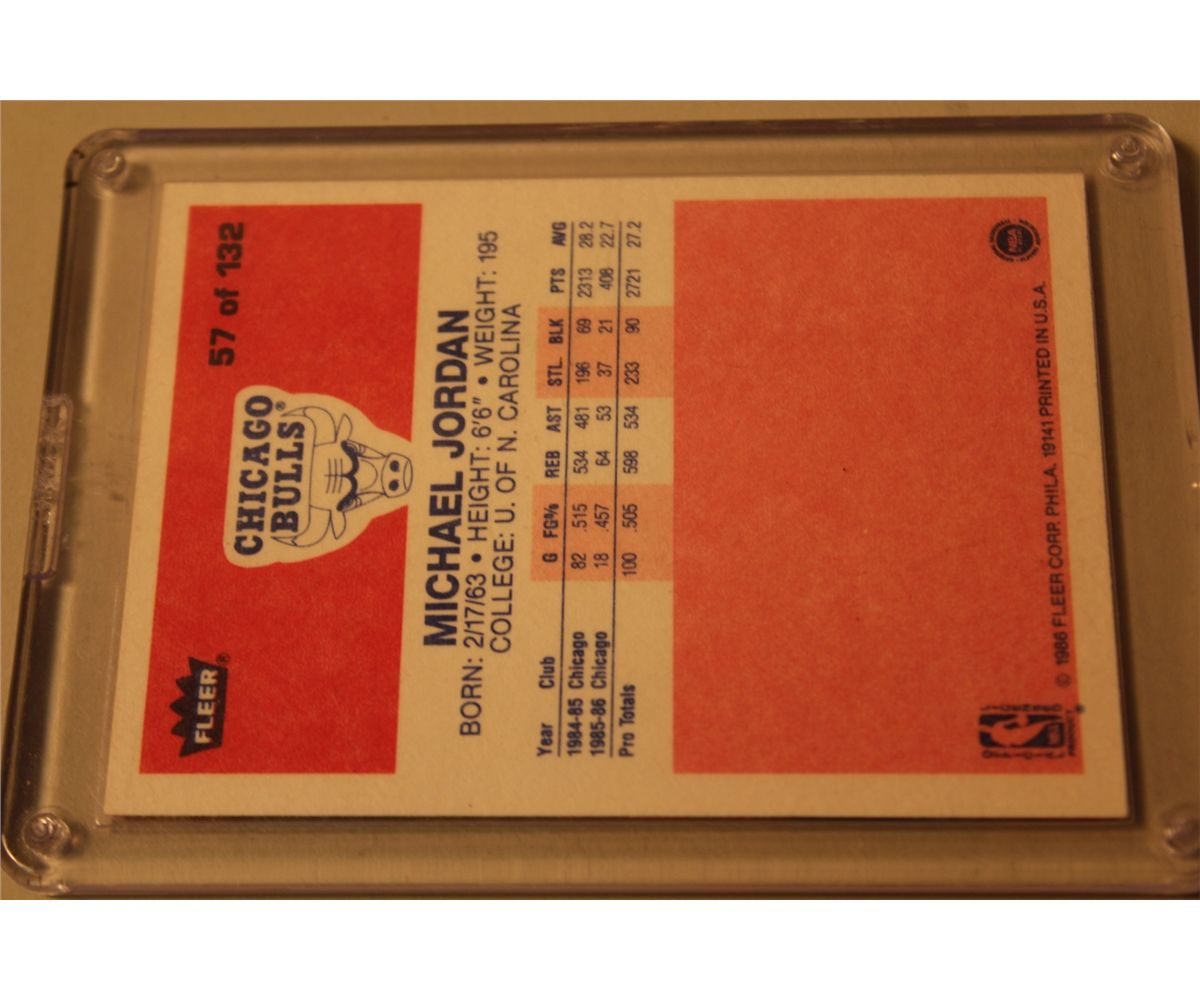 FLEER®
57 of 132
CHICAGO
BULLS®
MICHAEL JORDAN
BORN: 2/17/63 • HEIGHT: 6'6" • WEIGHT: 195
COLLEGE: U. OF N. CAROLINA
Year Club G FG% REB AST STL. BLK PTS AVG
1984-85 Chicago 82 .515 534 481 196 69 2313 28.2
1985-86 Chicago 18 .457 64 53 37 21 408 22.7
Pro Totals 100 .505 598 534 233 90 2721 27.2
NBA
© 1986 FLEER CORP. PHILA. 19141 PRINTED IN U.S.A.